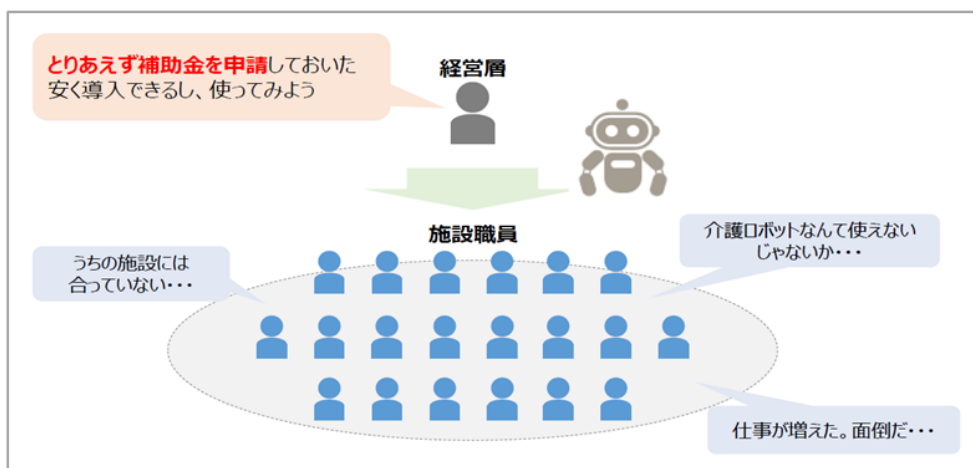 とりあえず補助金を申請しておいた
安く導入できるし、使ってみよう
経営層
施設職員
介護ロボットなんて使えない
じゃないか・・・
うちの施設には
合っていない・・・
仕事が増えた。面倒だ・・・